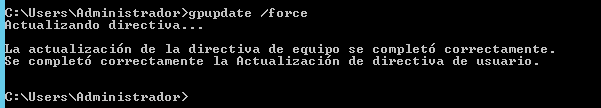 C:\Users\Administrador>gpupdate /force
Actualizando directiva...
La actualización de la directiva de equipo se completó correctamente.
Se completó correctamente la Actualización de directiva de usuario.
C:\Users\Administrador>